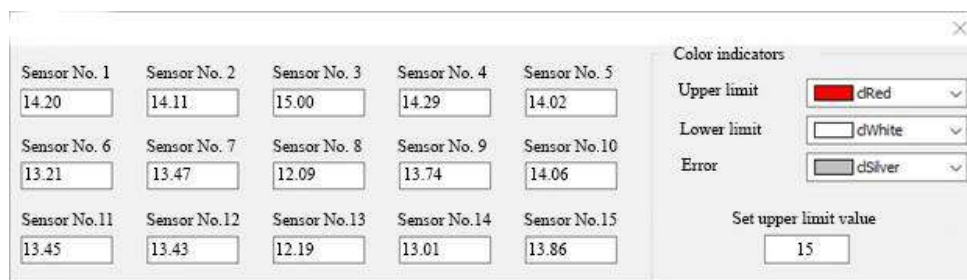 Color indicators
Sensor No. 1 Sensor No. 2 Sensor No. 3 Sensor No. 4 Sensor No. 5
14.20 14.11 15.00 14.29 14.02
Upper limit clRed
Lower limit clWhite
Sensor No. 6 Sensor No. 7 Sensor No. 8 Sensor No. 9 Sensor No.10
13.21 13.47 12.09 13.74 14.06
Error clSilver
Sensor No.11 Sensor No.12 Sensor No.13 Sensor No.14 Sensor No.15
13.45 13.43 12.19 13.01 13.86
Set upper limit value
15